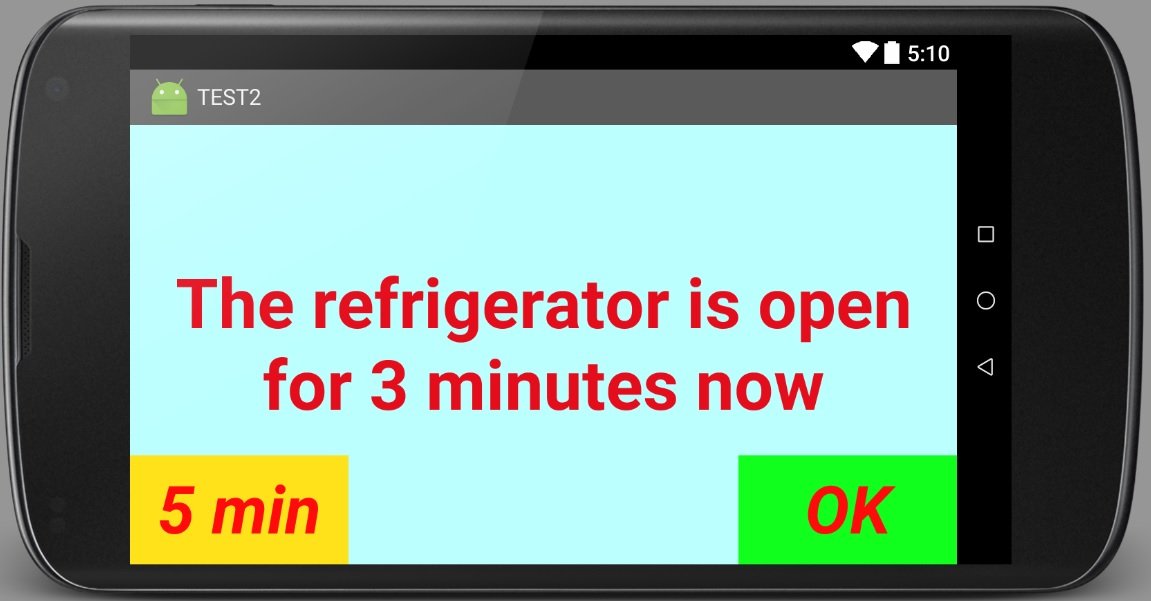 5:10
TEST2
The refrigerator is open
for 3 minutes now
5 min
OK